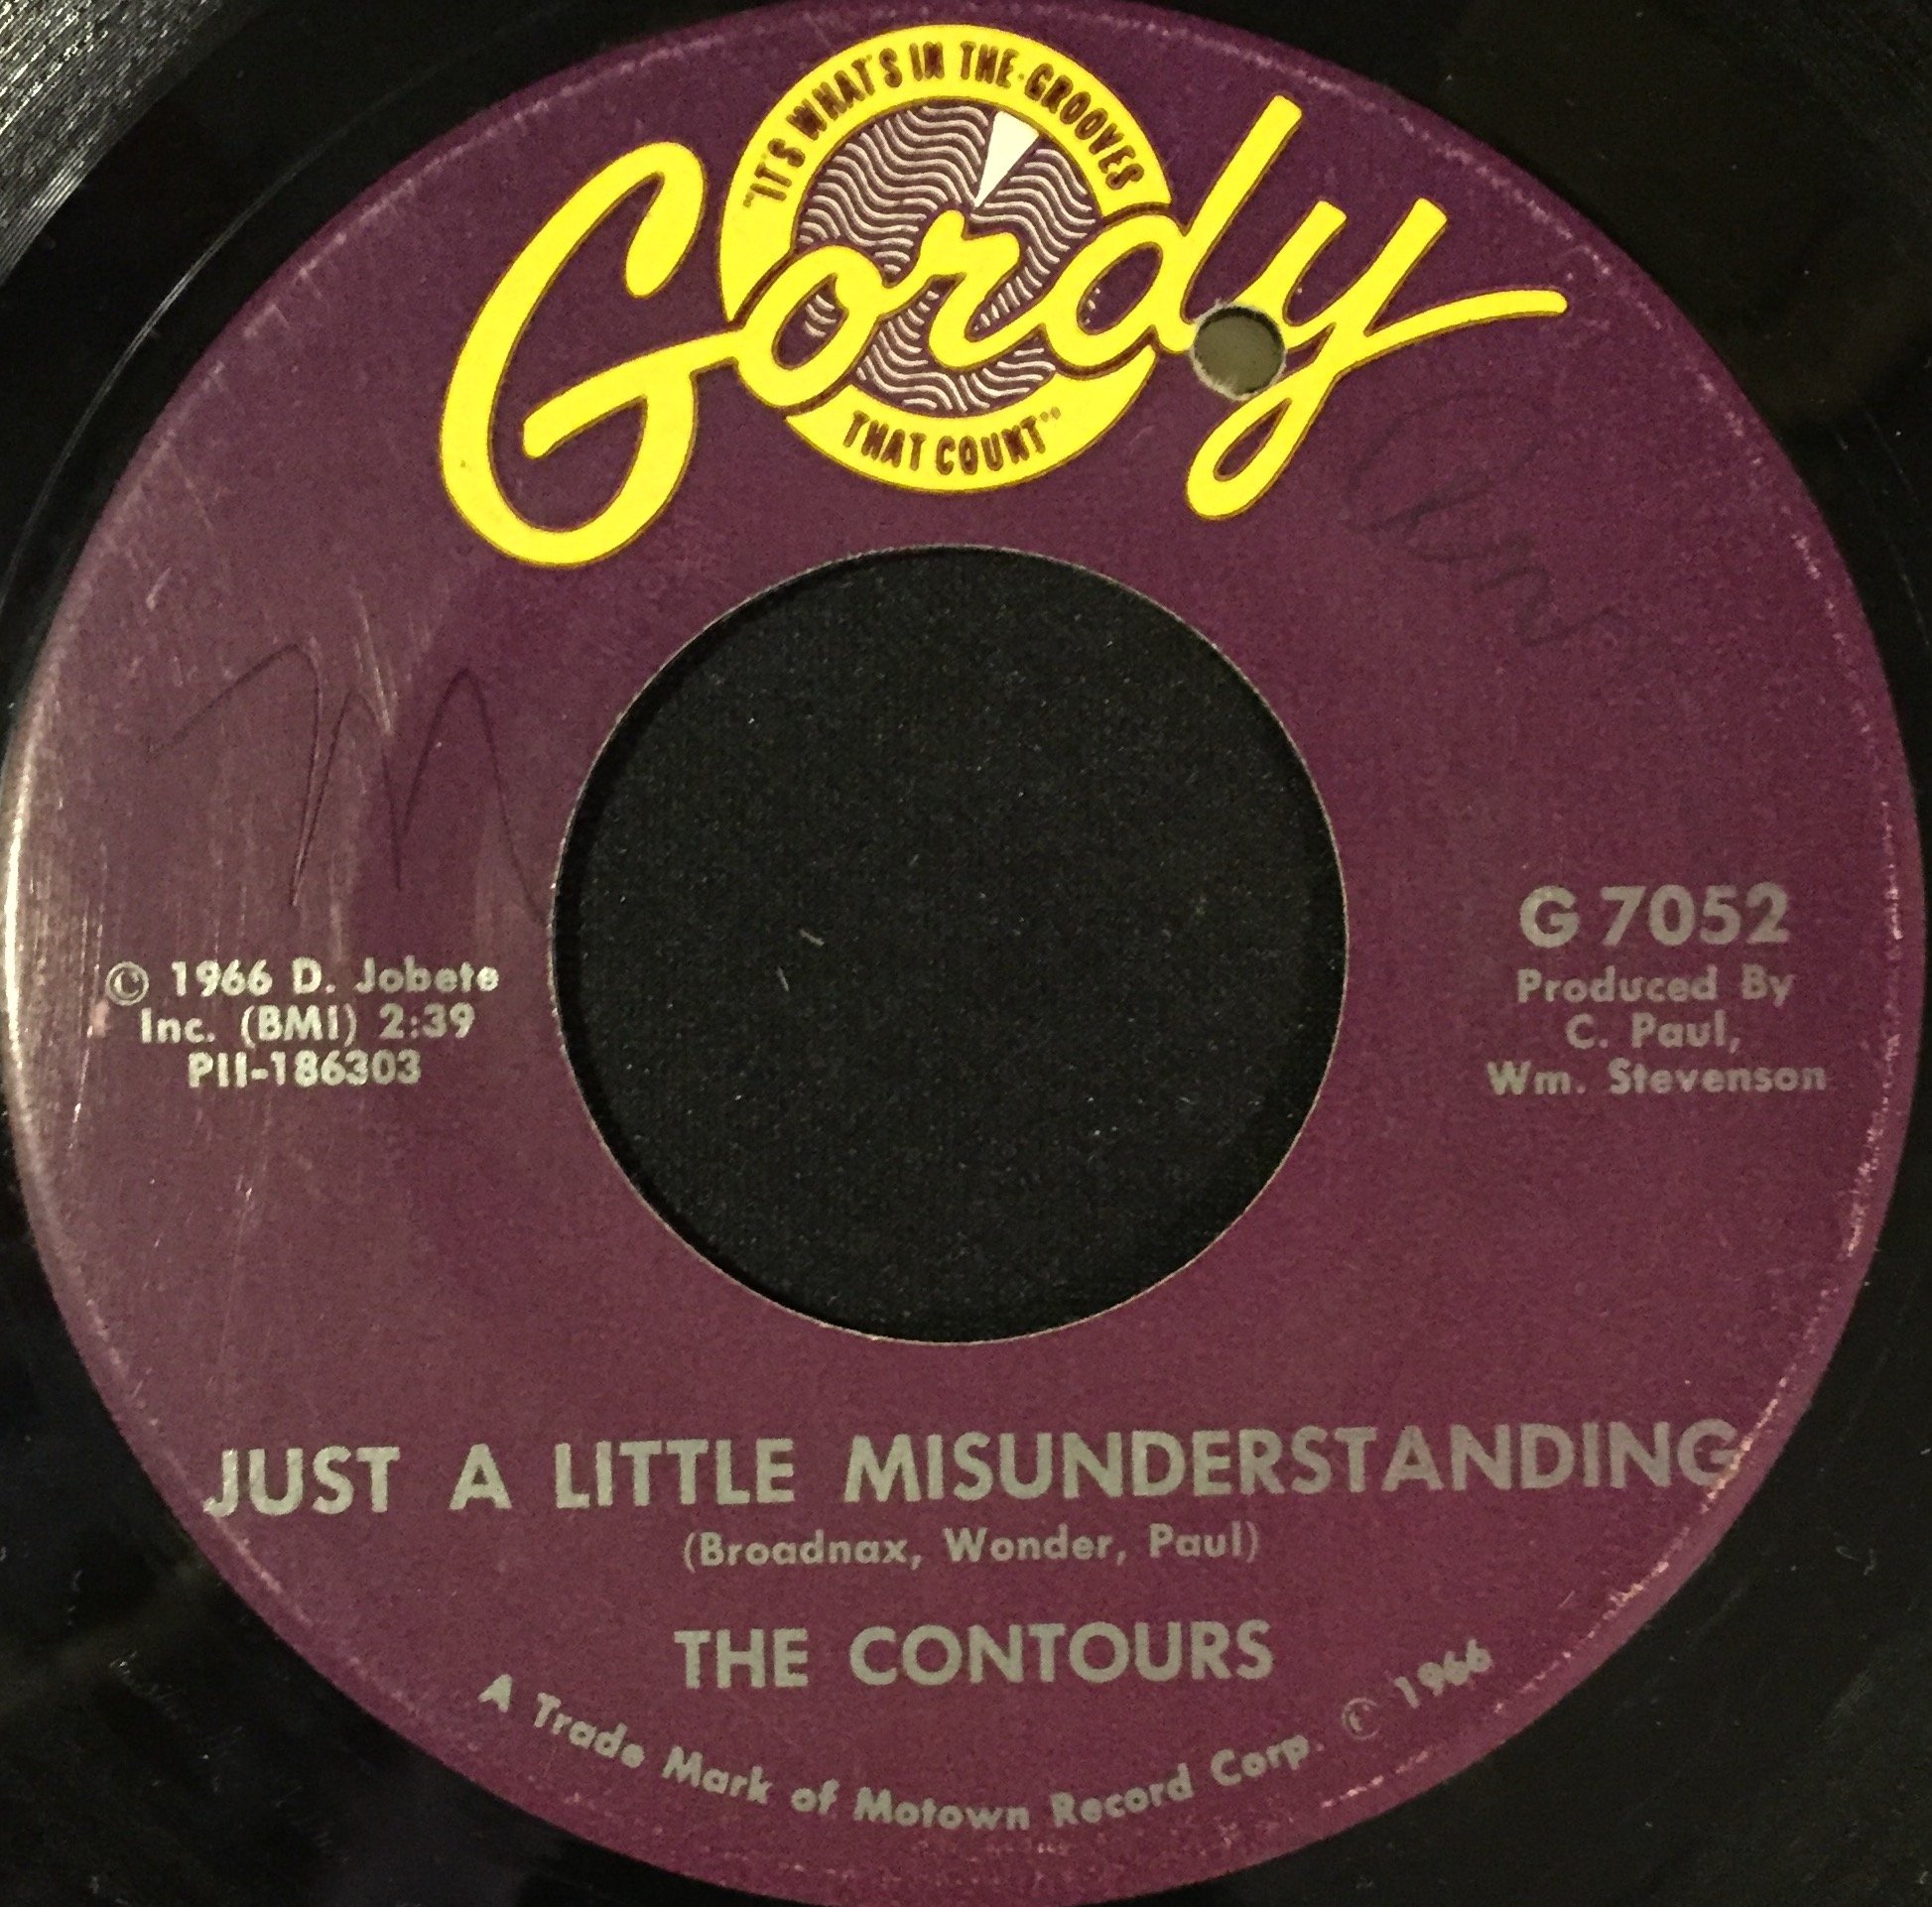 "IT'S WHAT'S IN THE·GROOVES
Gordy
THAT COUNT"
G 7052
© 1966 D. Jobete
Inc. (BMI) 2:39
PII-186303
Produced By
C. Paul,
Wm. Stevenson
JUST A LITTLE MISUNDERSTANDING
(Broadnax, Wonder, Paul)
THE CONTOURS
A Trade Mark of Motown Record Corp. © 1966